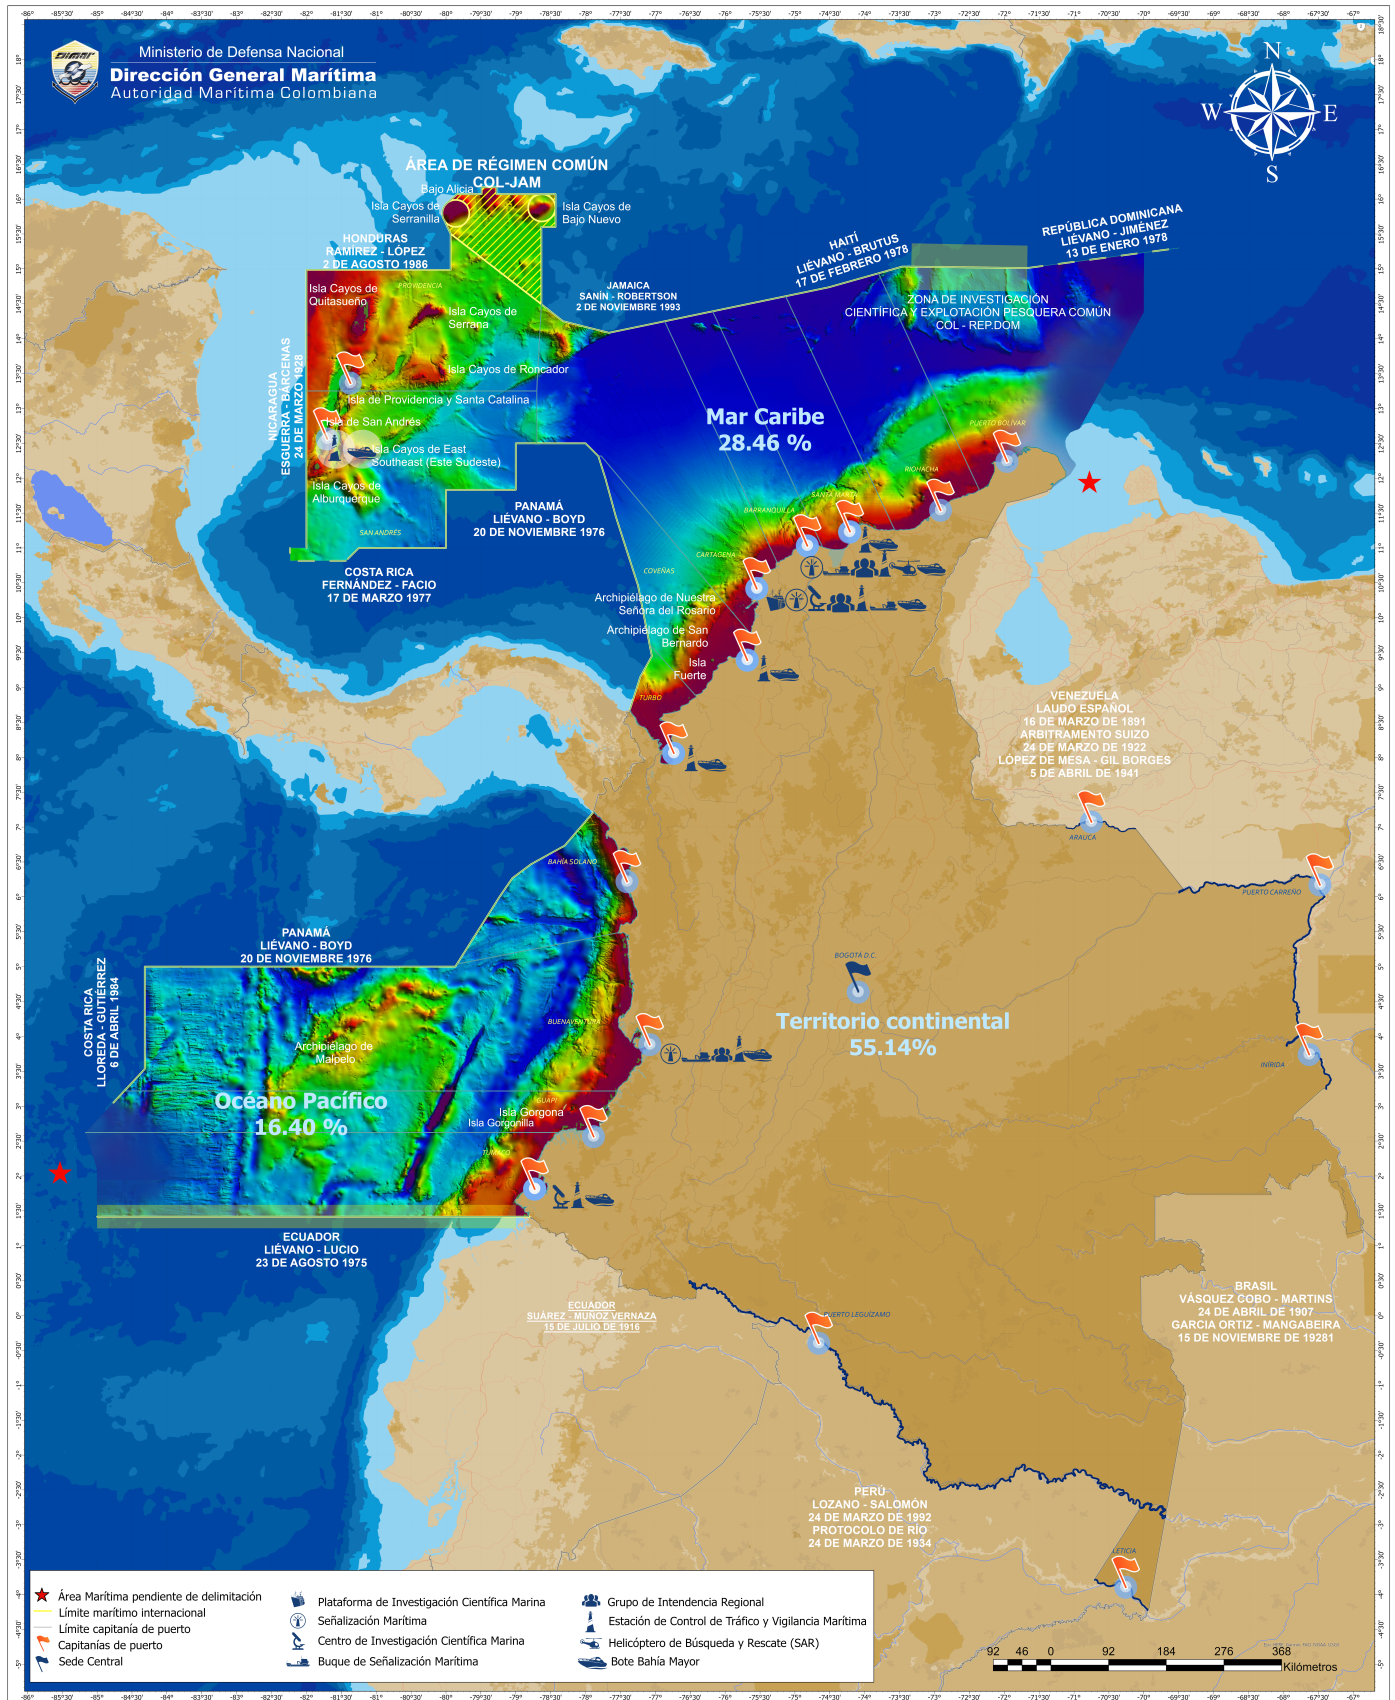 Ministerio de Defensa Nacional
Dirección General Marítima
Autoridad Marítima Colombiana
N
W
E
S
ÁREA DE RÉGIMEN COMÚN
COL-JAM
Bajo Alicia
Isla Cayos de
Serranilla
Isla Cayos de
Bajo Nuevo
HONDURAS
RAMÍREZ - LÓPEZ
2 DE AGOSTO 1986
HAITÍ
LIÉVANO - BRUTUS
17 DE FEBRERO 1978
REPÚBLICA DOMINICANA
LIÉVANO - JIMÉNEZ
13 DE ENERO 1978
JAMAICA
SANÍN - ROBERTSON
2 DE NOVIEMBRE 1993
ZONA DE INVESTIGACIÓN
CIENTÍFICA Y EXPLOTACIÓN PESQUERA COMÚN
COL - REP.DOM
Isla Cayos de
Quitasueño
PROVIDENCIA
Isla Cayos de
Serrana
Isla Cayos de Roncador
Isla de Providencia y Santa Catalina
Isla de San Andrés
Isla Cayos de East
Southeast (Este Sudeste)
Isla Cayos de
Alburquerque
SAN ANDRÉS
NICARAGUA
ESGUERRA - BARCENAS
24 DE MARZO 1928
Mar Caribe
28.46 %
PUERTO BOLÍVAR
RIOHACHA
SANTA MARTA
BARRANQUILLA
CARTAGENA
COVEÑAS
TURBO
PANAMÁ
LIÉVANO - BOYD
20 DE NOVIEMBRE 1976
COSTA RICA
FERNÁNDEZ - FACIO
17 DE MARZO 1977
Archipiélago de Nuestra
Señora del Rosario
Archipiélago de San
Bernardo
Isla
Fuerte
VENEZUELA
LAUDO ESPAÑOL
16 DE MARZO DE 1891
ARBITRAMENTO SUIZO
24 DE MARZO DE 1922
LÓPEZ DE MESA - GIL BORGES
5 DE ABRIL DE 1941
ARAUCA
PUERTO CARREÑO
BAHÍA SOLANO
PANAMÁ
LIÉVANO - BOYD
20 DE NOVIEMBRE 1976
COSTA RICA
LLOREDA - GUTIÉRREZ
6 DE ABRIL 1984
BOGOTÁ D.C.
Territorio continental
55.14%
BUENAVENTURA
Archipiélago de
Malpelo
INÍRIDA
Océano Pacífico
16.40 %
GUAPI
Isla Gorgona
Isla Gorgonilla
TUMACO
ECUADOR
LIÉVANO - LUCIO
23 DE AGOSTO 1975
ECUADOR
SUÁREZ - MUÑOZ VERNAZA
15 DE JULIO DE 1916
PUERTO LEGUÍZAMO
BRASIL
VÁSQUEZ COBO - MARTINS
24 DE ABRIL DE 1907
GARCIA ORTIZ - MANGABEIRA
15 DE NOVIEMBRE DE 19281
PERÚ
LOZANO - SALOMÓN
24 DE MARZO DE 1992
PROTOCOLO DE RÍO
24 DE MARZO DE 1934
LETICIA
Área Marítima pendiente de delimitación
Límite marítimo internacional
Límite capitanía de puerto
Capitanías de puerto
Sede Central
Plataforma de Investigación Científica Marina
Señalización Marítima
Centro de Investigación Científica Marina
Buque de Señalización Marítima
Grupo de Intendencia Regional
Estación de Control de Tráfico y Vigilancia Marítima
Helicóptero de Búsqueda y Rescate (SAR)
Bote Bahía Mayor
92 46 0 92 184 276 368
Kilómetros